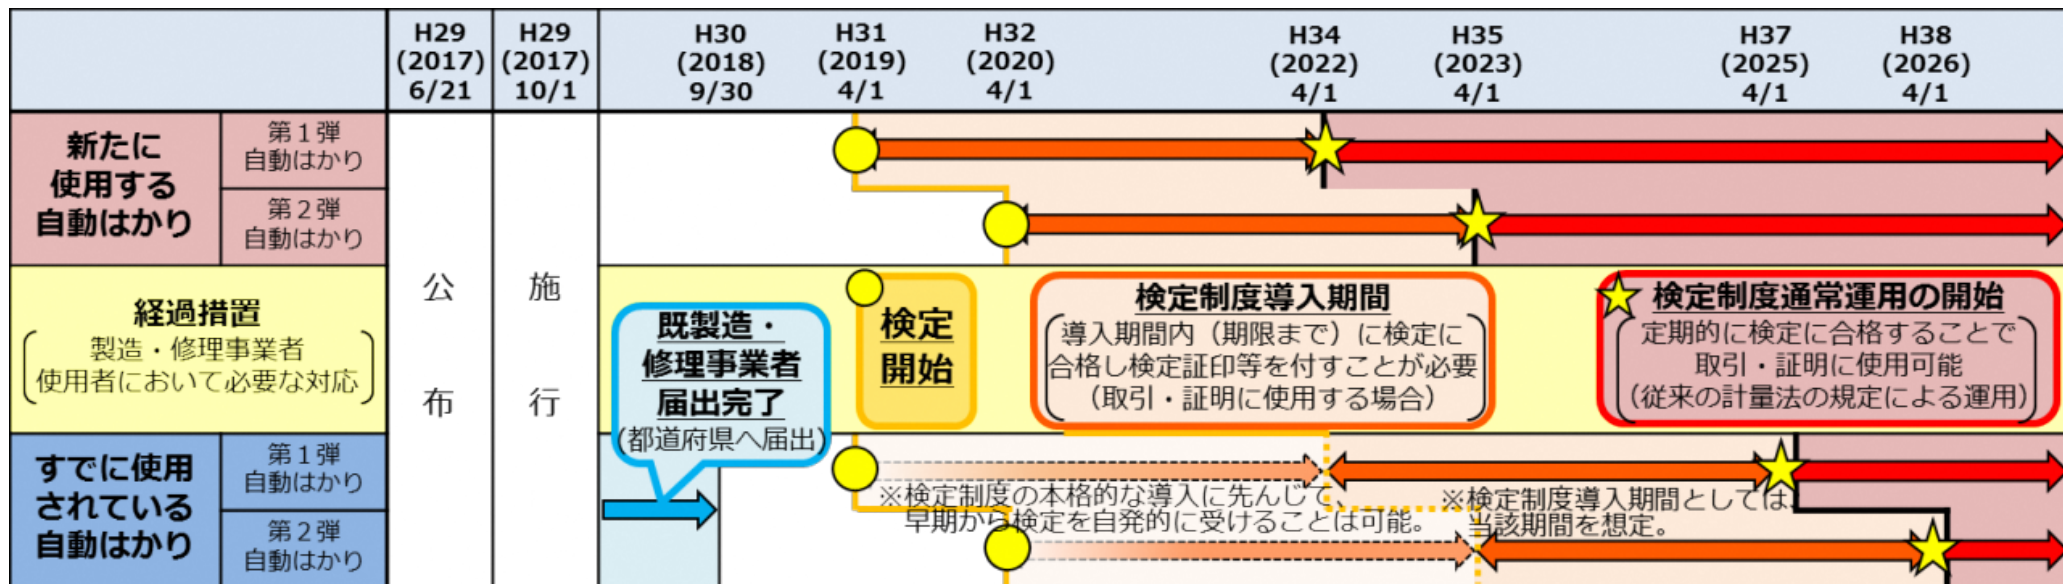 H29
(2017)
6/21
H29
(2017)
10/1
H30
(2018)
9/30
H31
(2019)
4/1
H32
(2020)
4/1
H34
(2022)
4/1
H35
(2023)
4/1
H37
(2025)
4/1
H38
(2026)
4/1
新たに
使用する
自動はかり
第１弾
自動はかり
第２弾
自動はかり
経過措置
製造・修理事業者
使用者において必要な対応
公
布
施
行
既製造・
修理事業者
届出完了
(都道府県へ届出)
検定
開始
検定制度導入期間
導入期間内（期限まで）に検定に
合格し検定証印等を付すことが必要
（取引・証明に使用する場合）
検定制度通常運用の開始
定期的に検定に合格することで
取引・証明に使用可能
(従来の計量法の規定による運用)
すでに使用
されている
自動はかり
第１弾
自動はかり
第２弾
自動はかり
※検定制度の本格的な導入に先んじて、
早期から検定を自発的に受けることは可能。
※検定制度導入期間としては、
当該期間を想定。